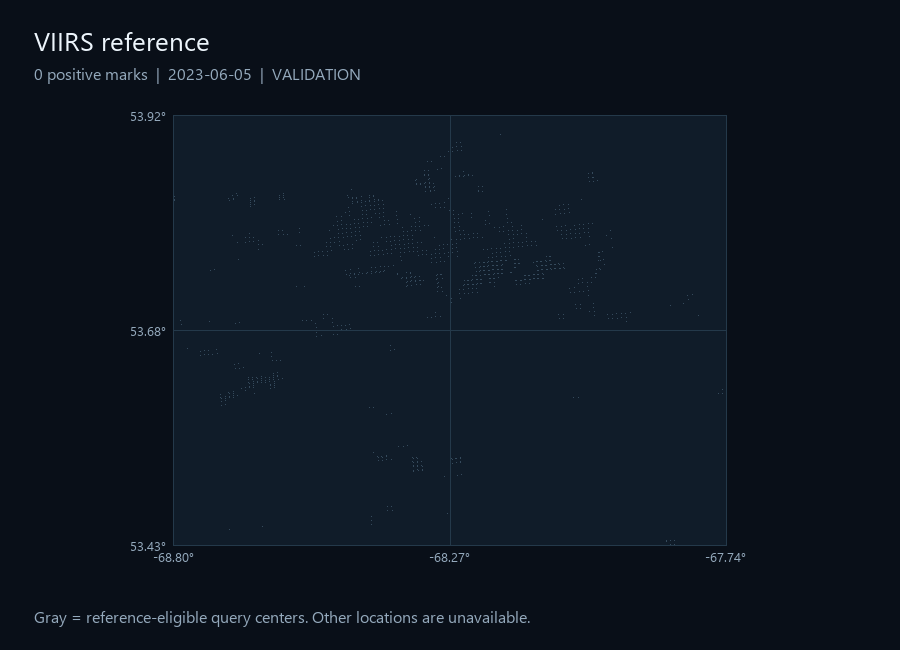 VIIRS reference
0 positive marks | 2023-06-05 | VALIDATION
53.92°
53.68°
53.43°
-68.80° -68.27° -67.74°
Gray = reference-eligible query centers. Other locations are unavailable.